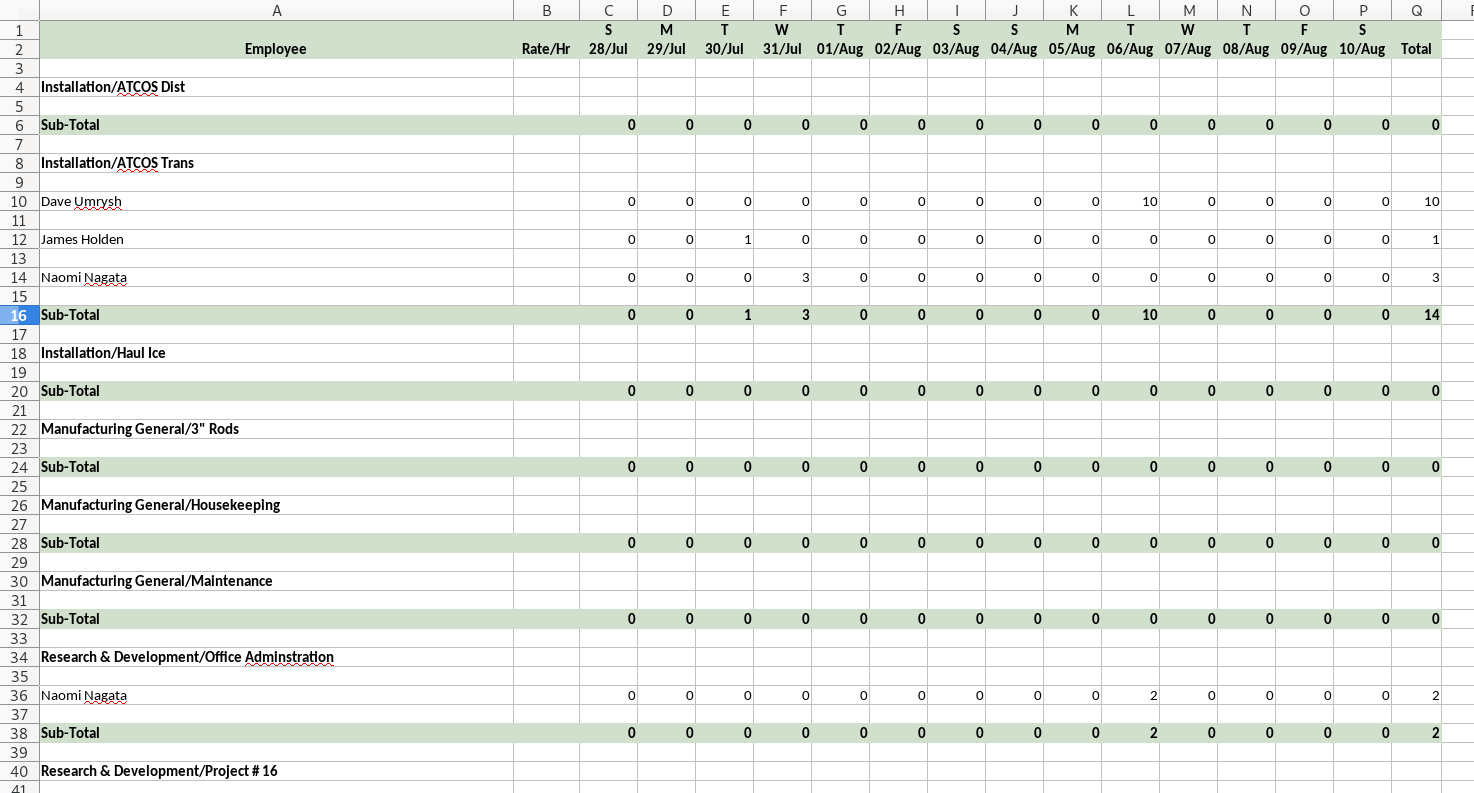 A B C D E F G H I J K L M N O P Q
1 S M T W T F S S M T W T F S
2 Employee Rate/Hr 28/Jul 29/Jul 30/Jul 31/Jul 01/Aug 02/Aug 03/Aug 04/Aug 05/Aug 06/Aug 07/Aug 08/Aug 09/Aug 10/Aug Total
3
4 Installation/ATCOS Dist
5
6 Sub-Total 0 0 0 0 0 0 0 0 0 0 0 0 0 0 0
7
8 Installation/ATCOS Trans
9
10 Dave Umrysh 0 0 0 0 0 0 0 0 0 10 0 0 0 0 10
11
12 James Holden 0 0 1 0 0 0 0 0 0 0 0 0 0 0 1
13
14 Naomi Nagata 0 0 0 3 0 0 0 0 0 0 0 0 0 0 3
15
16 Sub-Total 0 0 1 3 0 0 0 0 0 10 0 0 0 0 14
17
18 Installation/Haul Ice
19
20 Sub-Total 0 0 0 0 0 0 0 0 0 0 0 0 0 0 0
21
22 Manufacturing General/3" Rods
23
24 Sub-Total 0 0 0 0 0 0 0 0 0 0 0 0 0 0 0
25
26 Manufacturing General/Housekeeping
27
28 Sub-Total 0 0 0 0 0 0 0 0 0 0 0 0 0 0 0
29
30 Manufacturing General/Maintenance
31
32 Sub-Total 0 0 0 0 0 0 0 0 0 0 0 0 0 0 0
33
34 Research & Development/Office Adminstration
35
36 Naomi Nagata 0 0 0 0 0 0 0 0 0 2 0 0 0 0 2
37
38 Sub-Total 0 0 0 0 0 0 0 0 0 2 0 0 0 0 2
39
40 Research & Development/Project # 16
41